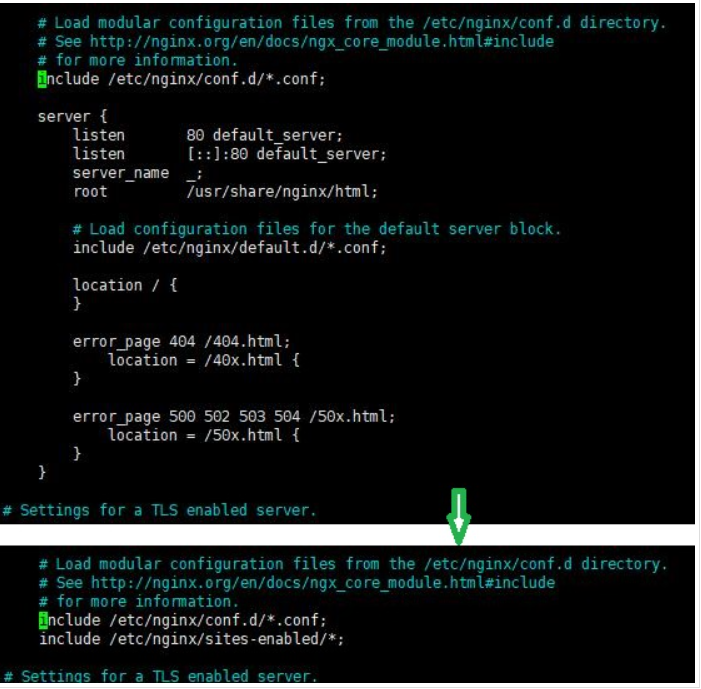 # Load modular configuration files from the /etc/nginx/conf.d directory.
# See http://nginx.org/en/docs/ngx_core_module.html#include
# for more information.
include /etc/nginx/conf.d/*.conf;
server {
listen 80 default_server;
listen [::]:80 default_server;
server_name _;
root /usr/share/nginx/html;
# Load configuration files for the default server block.
include /etc/nginx/default.d/*.conf;
location / {
}
error_page 404 /404.html;
location = /40x.html {
}
error_page 500 502 503 504 /50x.html;
location = /50x.html {
}
}
# Settings for a TLS enabled server.
# Load modular configuration files from the /etc/nginx/conf.d directory.
# See http://nginx.org/en/docs/ngx_core_module.html#include
# for more information.
include /etc/nginx/conf.d/*.conf;
include /etc/nginx/sites-enabled/*;
# Settings for a TLS enabled server.